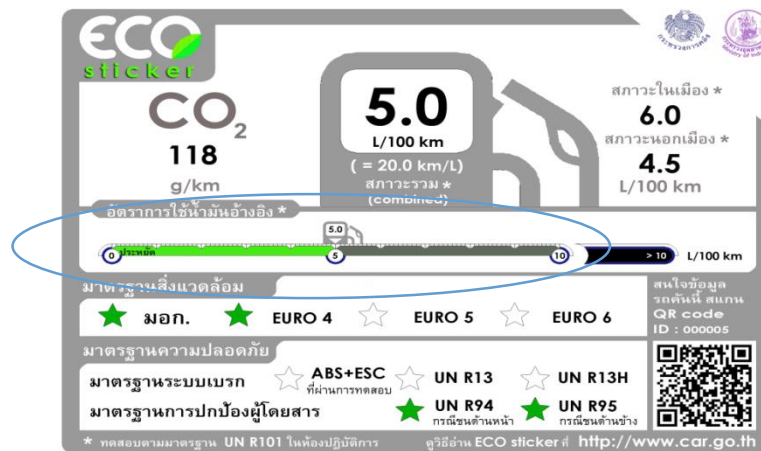 ECO
sticker
กระทรวงการคลัง
CO2
118
g/km
5.0
L/100 km
( = 20.0 km/L)
สภาวะรวม *
(combined)
สภาวะในเมือง *
6.0
สภาวะนอกเมือง *
4.5
L/100 km
อัตราการใช้น้ำมันอ้างอิง *
5.0
ประหยัด
0 5 10 > 10 L/100 km
มาตรฐานสิ่งแวดล้อม
มอก. EURO 4 EURO 5 EURO 6
สนใจข้อมูล
รถคันนี้ สแกน
QR code
ID : 000005
มาตรฐานความปลอดภัย
มาตรฐานระบบเบรก ABS+ESC ที่ผ่านการทดสอบ UN R13 UN R13H
มาตรฐานการปกป้องผู้โดยสาร UN R94 กรณีชนด้านหน้า UN R95 กรณีชนด้านข้าง
* ทดสอบตามมาตรฐาน UN R101 ในห้องปฏิบัติการ ดูวิธีอ่าน ECO sticker ที่ http://www.car.go.th